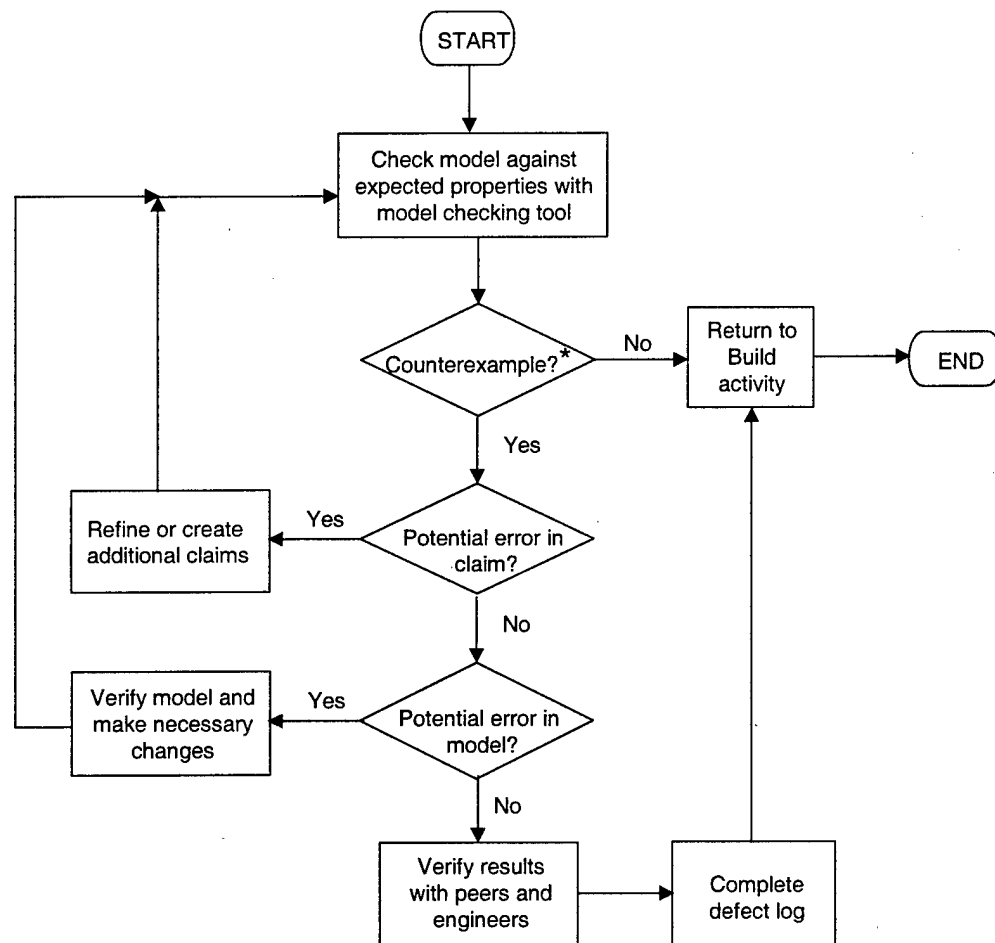 START
Check model against
expected properties with
model checking tool
Counterexample?*
No
Return to
Build
activity
END
Yes
Refine or create
additional claims
Yes
Potential error in
claim?
No
Verify model and
make necessary
changes
Yes
Potential error in
model?
No
Verify results
with peers and
engineers
Complete
defect log